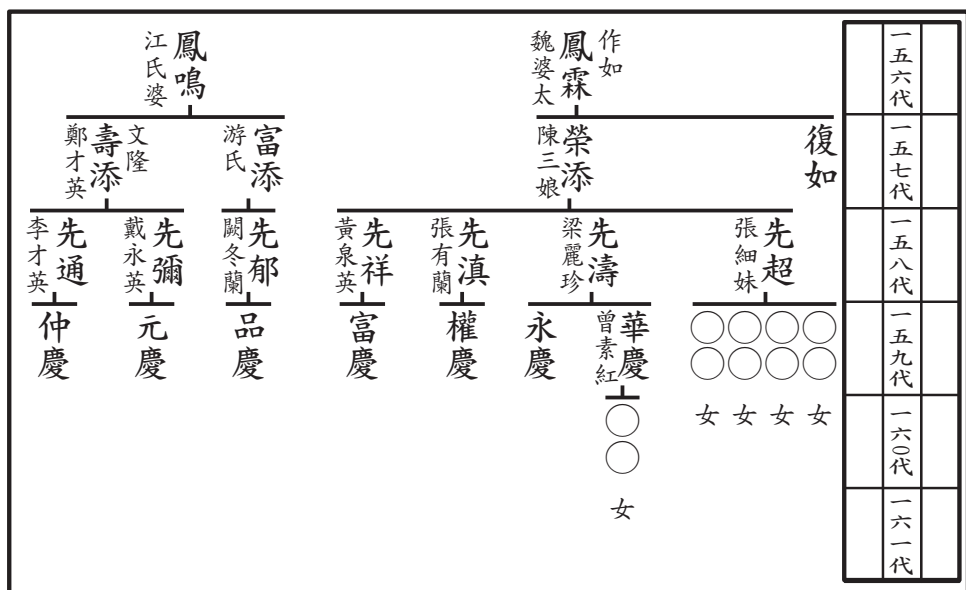 一五六代
一五七代
一五八代
一五九代
一六〇代
一六一代
作如
鳳霖
魏婆太
鳳鳴
江氏婆
復如
榮添
陳三娘
富添
游氏
文隆
壽添
鄭才英
先超
張細妹
先濤
梁麗珍
先滇
張有蘭
先祥
黃泉英
先郁
闕冬蘭
先彌
戴永英
先通
李才英
〇〇
女
〇〇
女
〇〇
女
〇〇
女
華慶
曾素紅
永慶
權慶
富慶
品慶
元慶
仲慶
〇〇
女